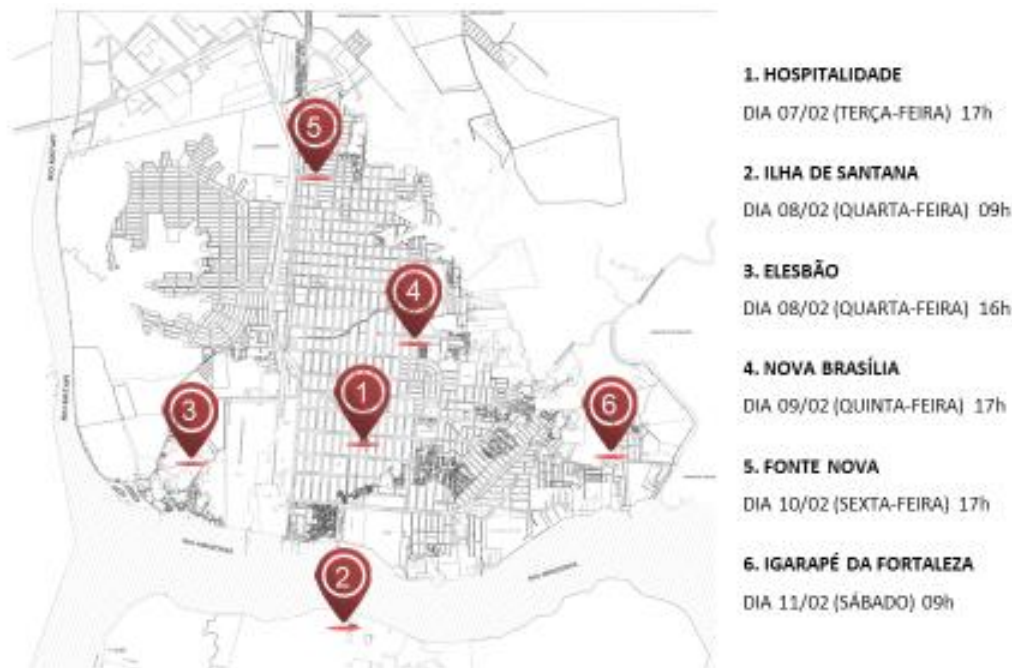 5
4
1
3
6
2
1. HOSPITALIDADE
DIA 07/02 (TERÇA-FEIRA) 17h
2. ILHA DE SANTANA
DIA 08/02 (QUARTA-FEIRA) 09h
3. ELESBÃO
DIA 08/02 (QUARTA-FEIRA) 16h
4. NOVA BRASÍLIA
DIA 09/02 (QUINTA-FEIRA) 17h
5. FONTE NOVA
DIA 10/02 (SEXTA-FEIRA) 17h
6. IGARAPÉ DA FORTALEZA
DIA 11/02 (SÁBADO) 09h